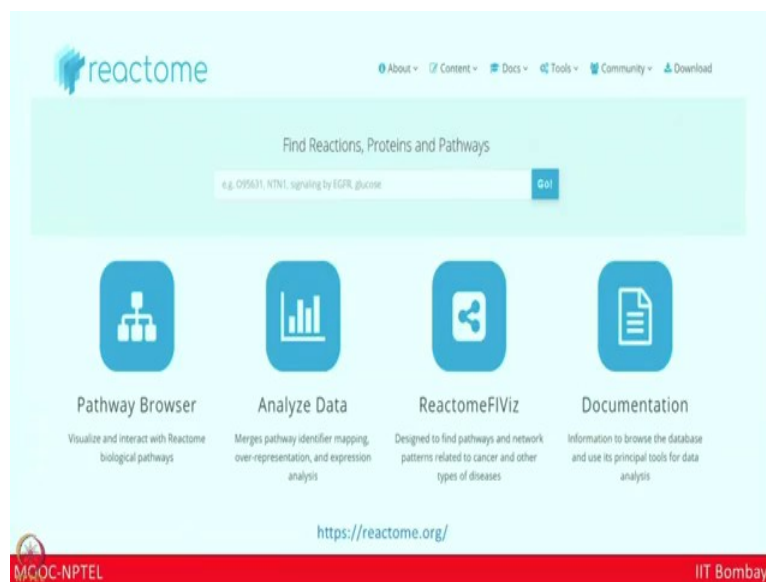 reactome
About Content Docs Tools Community Download
Find Reactions, Proteins and Pathways
e.g. O95631, NTN1, signaling by EGFR, glucose
Go!
Pathway Browser
Visualize and interact with Reactome
biological pathways
Analyze Data
Merges pathway identifier mapping,
over-representation, and expression
analysis
ReactomeFIViz
Designed to find pathways and network
patterns related to cancer and other
types of diseases
Documentation
Information to browse the database
and use its principal tools for data
analysis
https://reactome.org/
MOOC-NPTEL
IIT Bombay